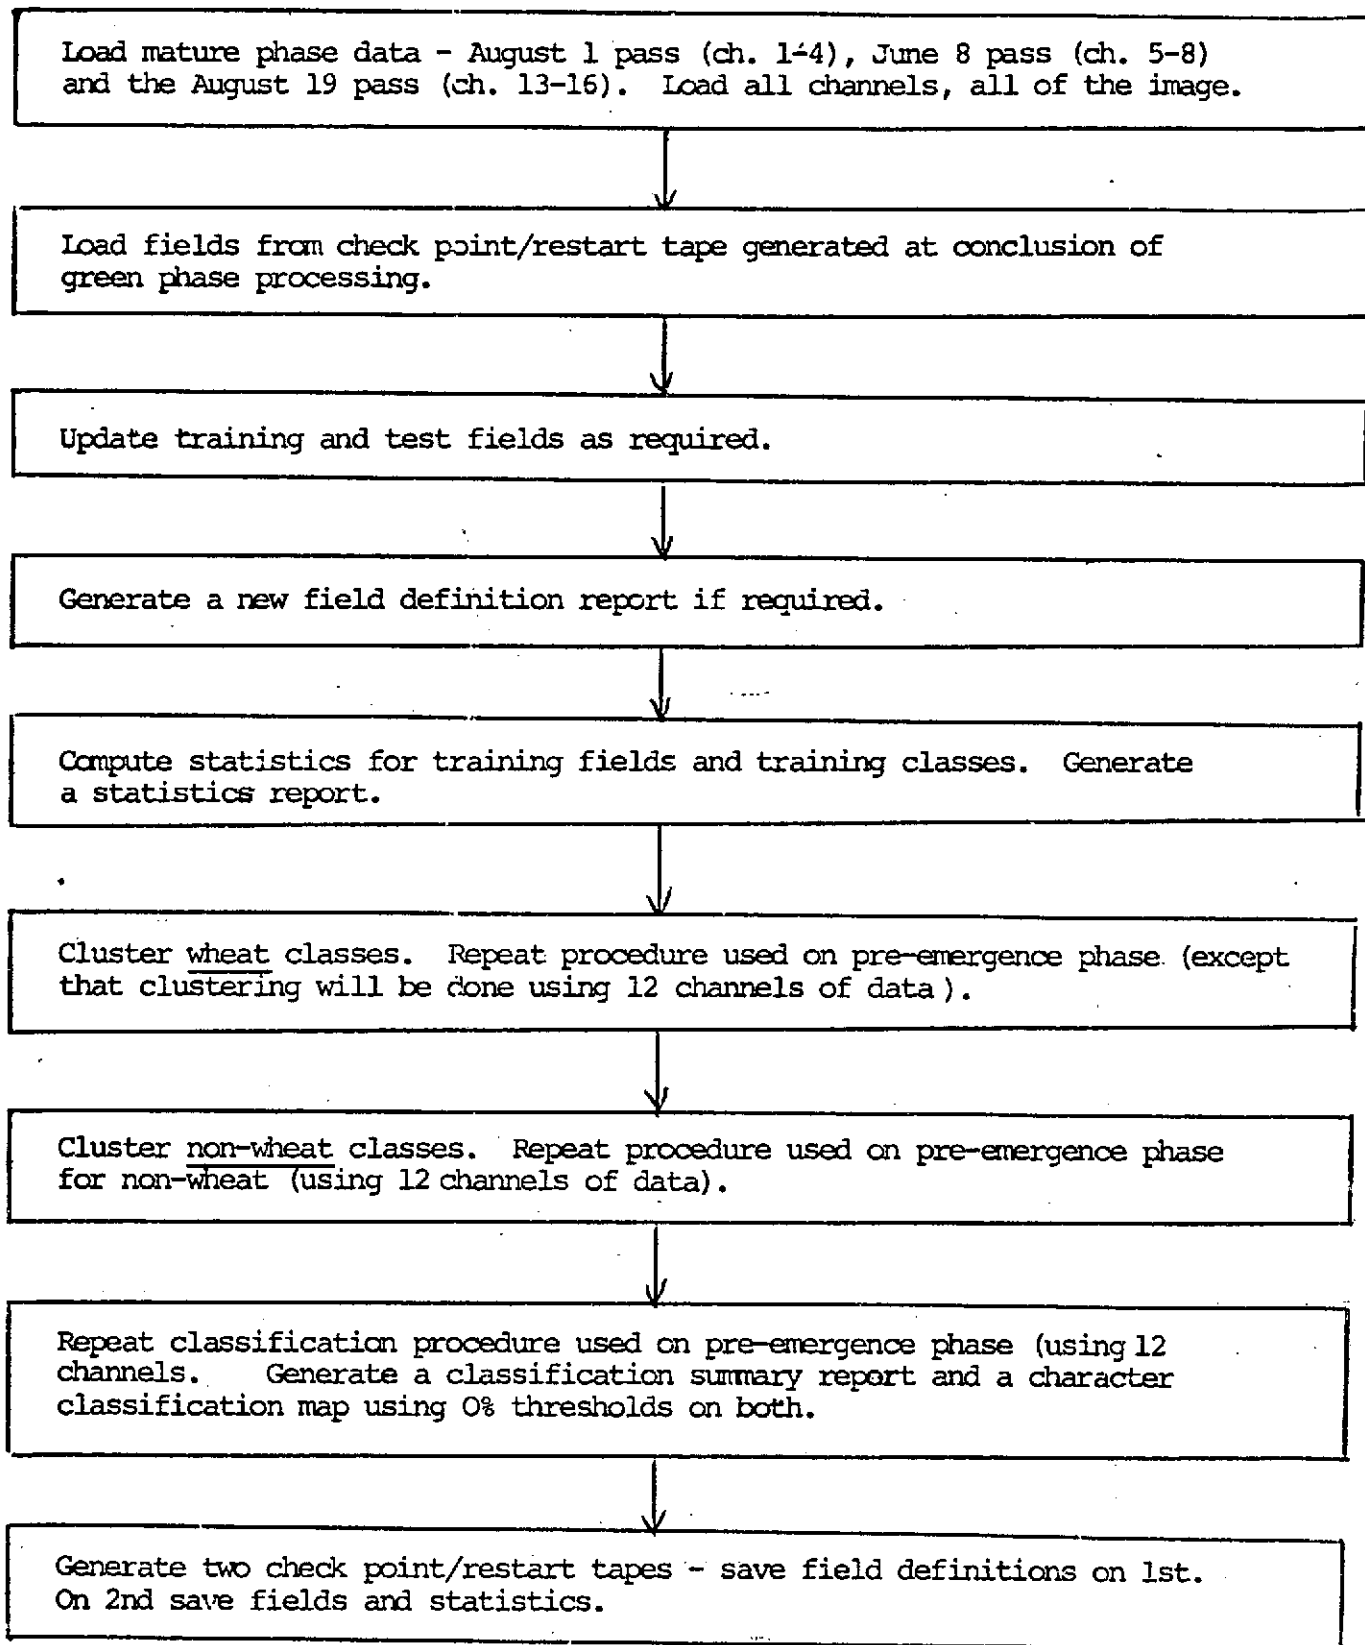 Load mature phase data - August 1 pass (ch. 1-4), June 8 pass (ch. 5-8)
and the August 19 pass (ch. 13-16). Load all channels, all of the image.
Load fields from check point/restart tape generated at conclusion of
green phase processing.
Update training and test fields as required.
Generate a new field definition report if required.
Compute statistics for training fields and training classes. Generate
a statistics report.
Cluster wheat classes. Repeat procedure used on pre-emergence phase (except
that clustering will be done using 12 channels of data).
Cluster non-wheat classes. Repeat procedure used on pre-emergence phase
for non-wheat (using 12 channels of data).
Repeat classification procedure used on pre-emergence phase (using 12
channels. Generate a classification summary report and a character
classification map using 0% thresholds on both.
Generate two check point/restart tapes - save field definitions on 1st.
On 2nd save fields and statistics.